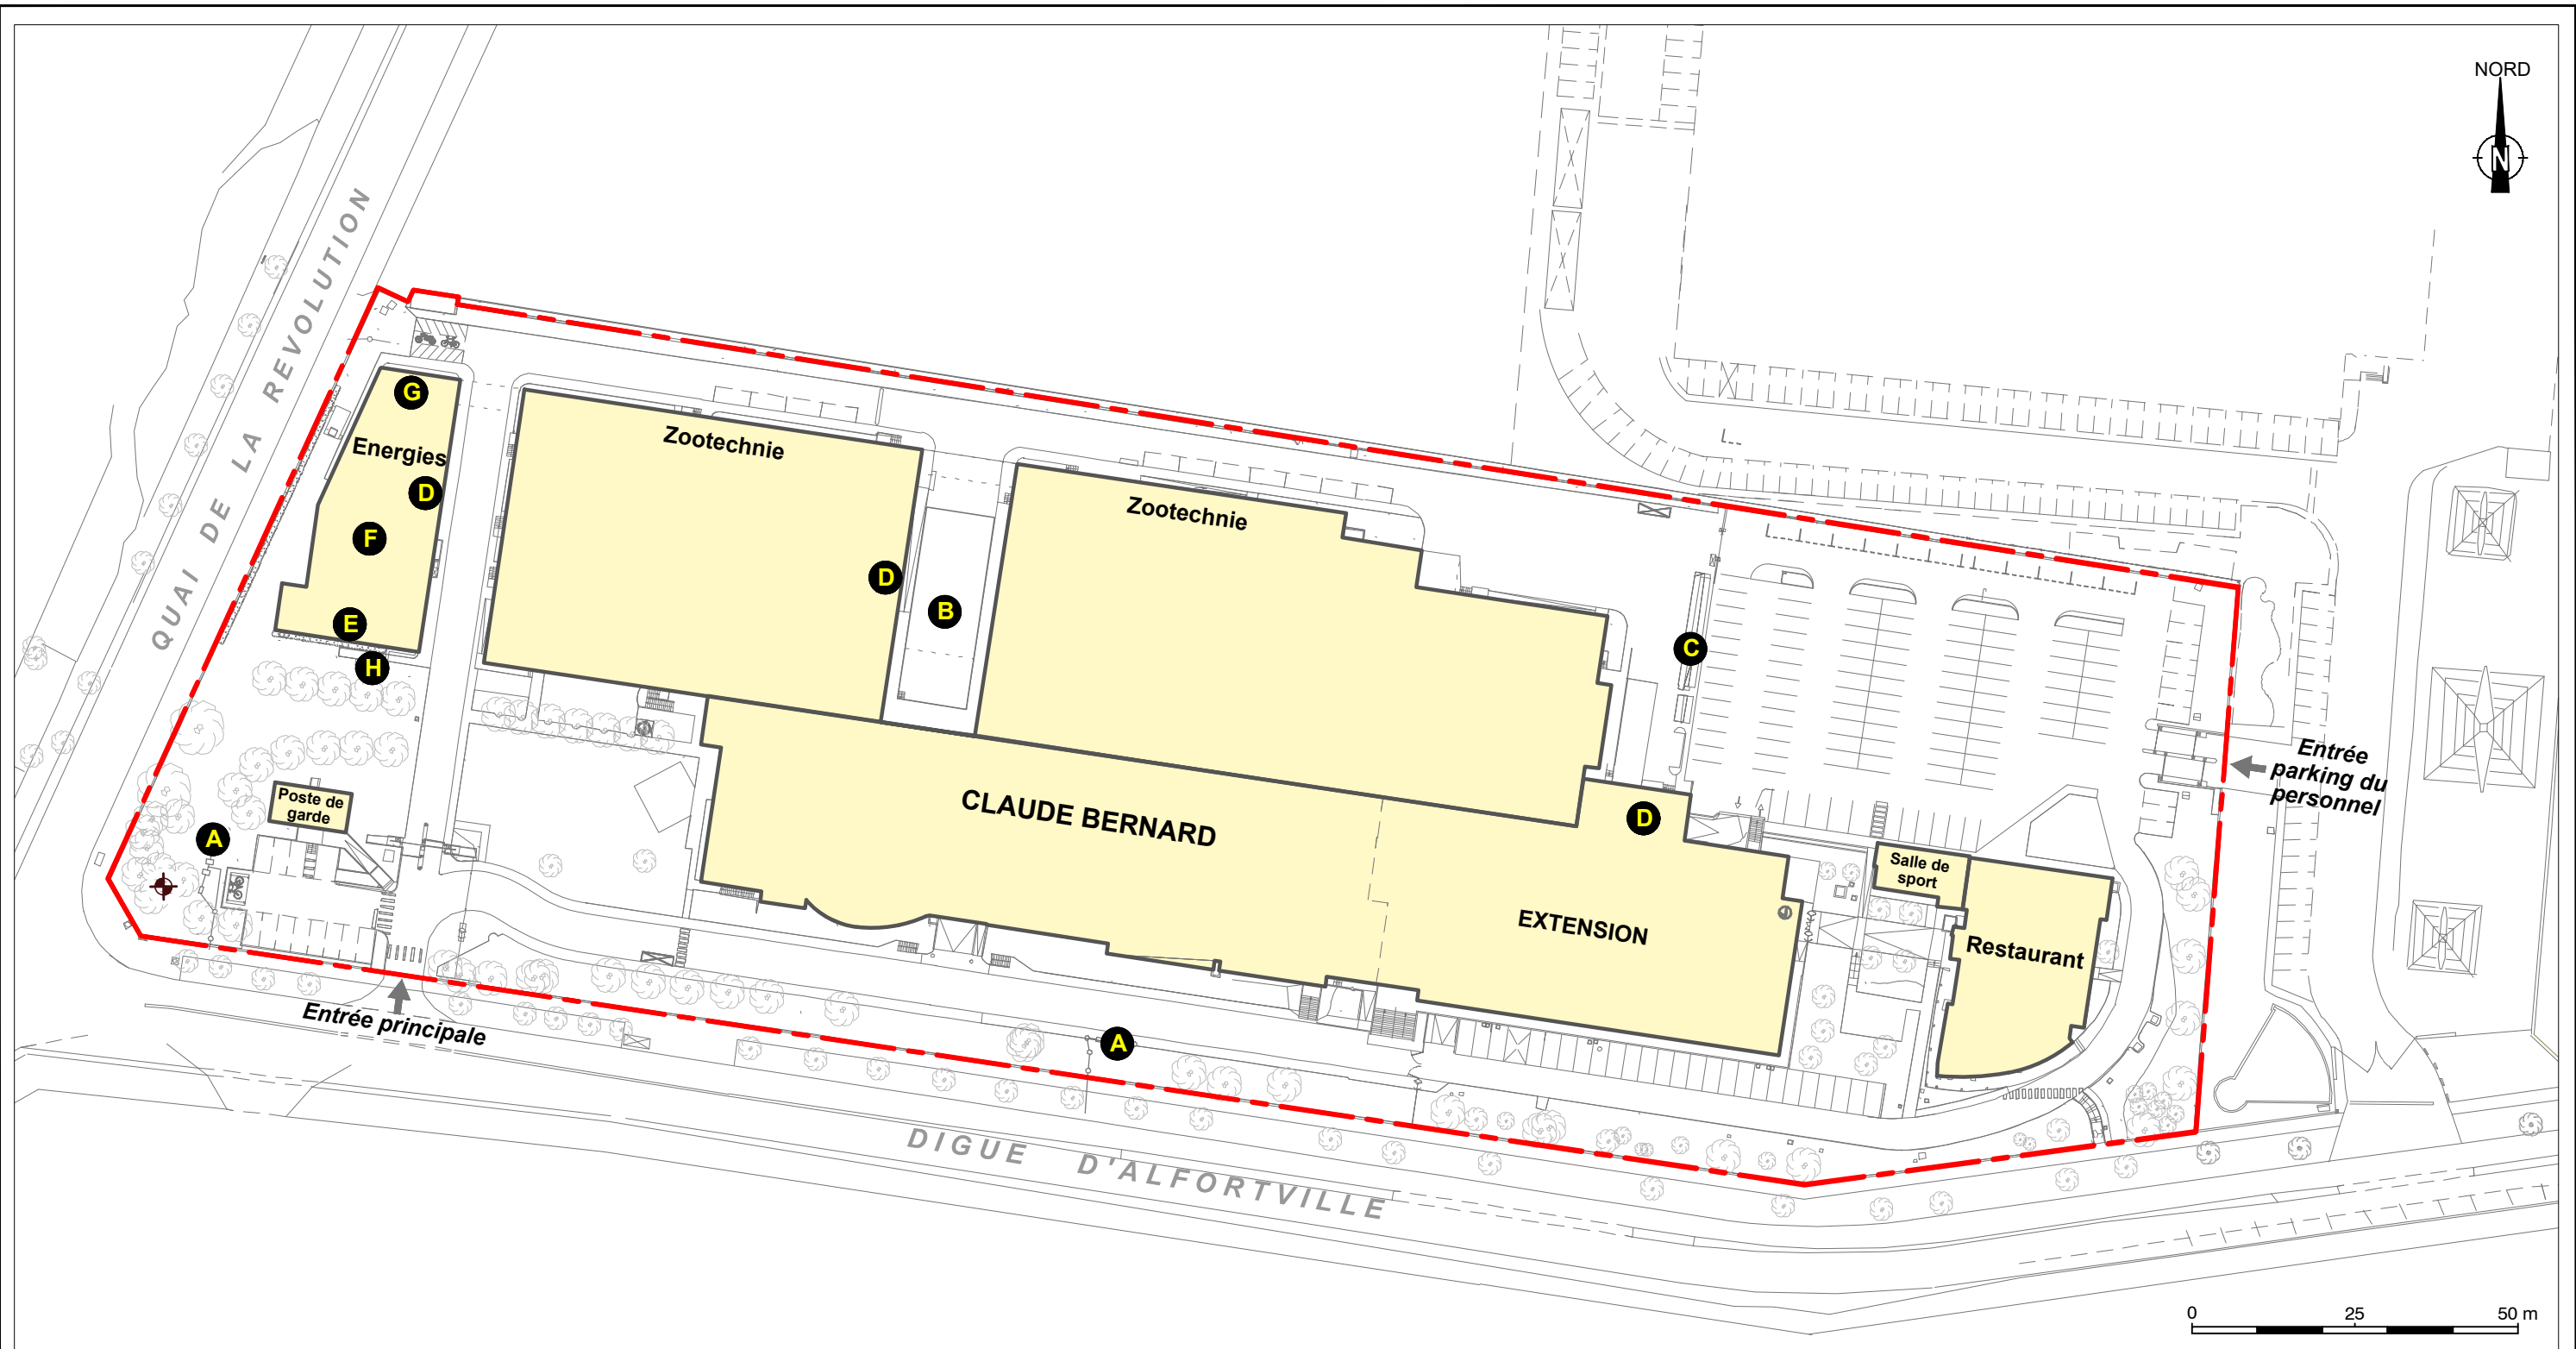 NORD
N
QUAI DE LA REVOLUTION
G
Energies
D
F
E
H
Zootechnie
D
B
Zootechnie
C
Entrée
parking du
personnel
Poste de
garde
A
CLAUDE BERNARD
D
EXTENSION
Salle de
sport
Restaurant
Entrée principale
A
DIGUE D'ALFORTVILLE
0 25 50 m